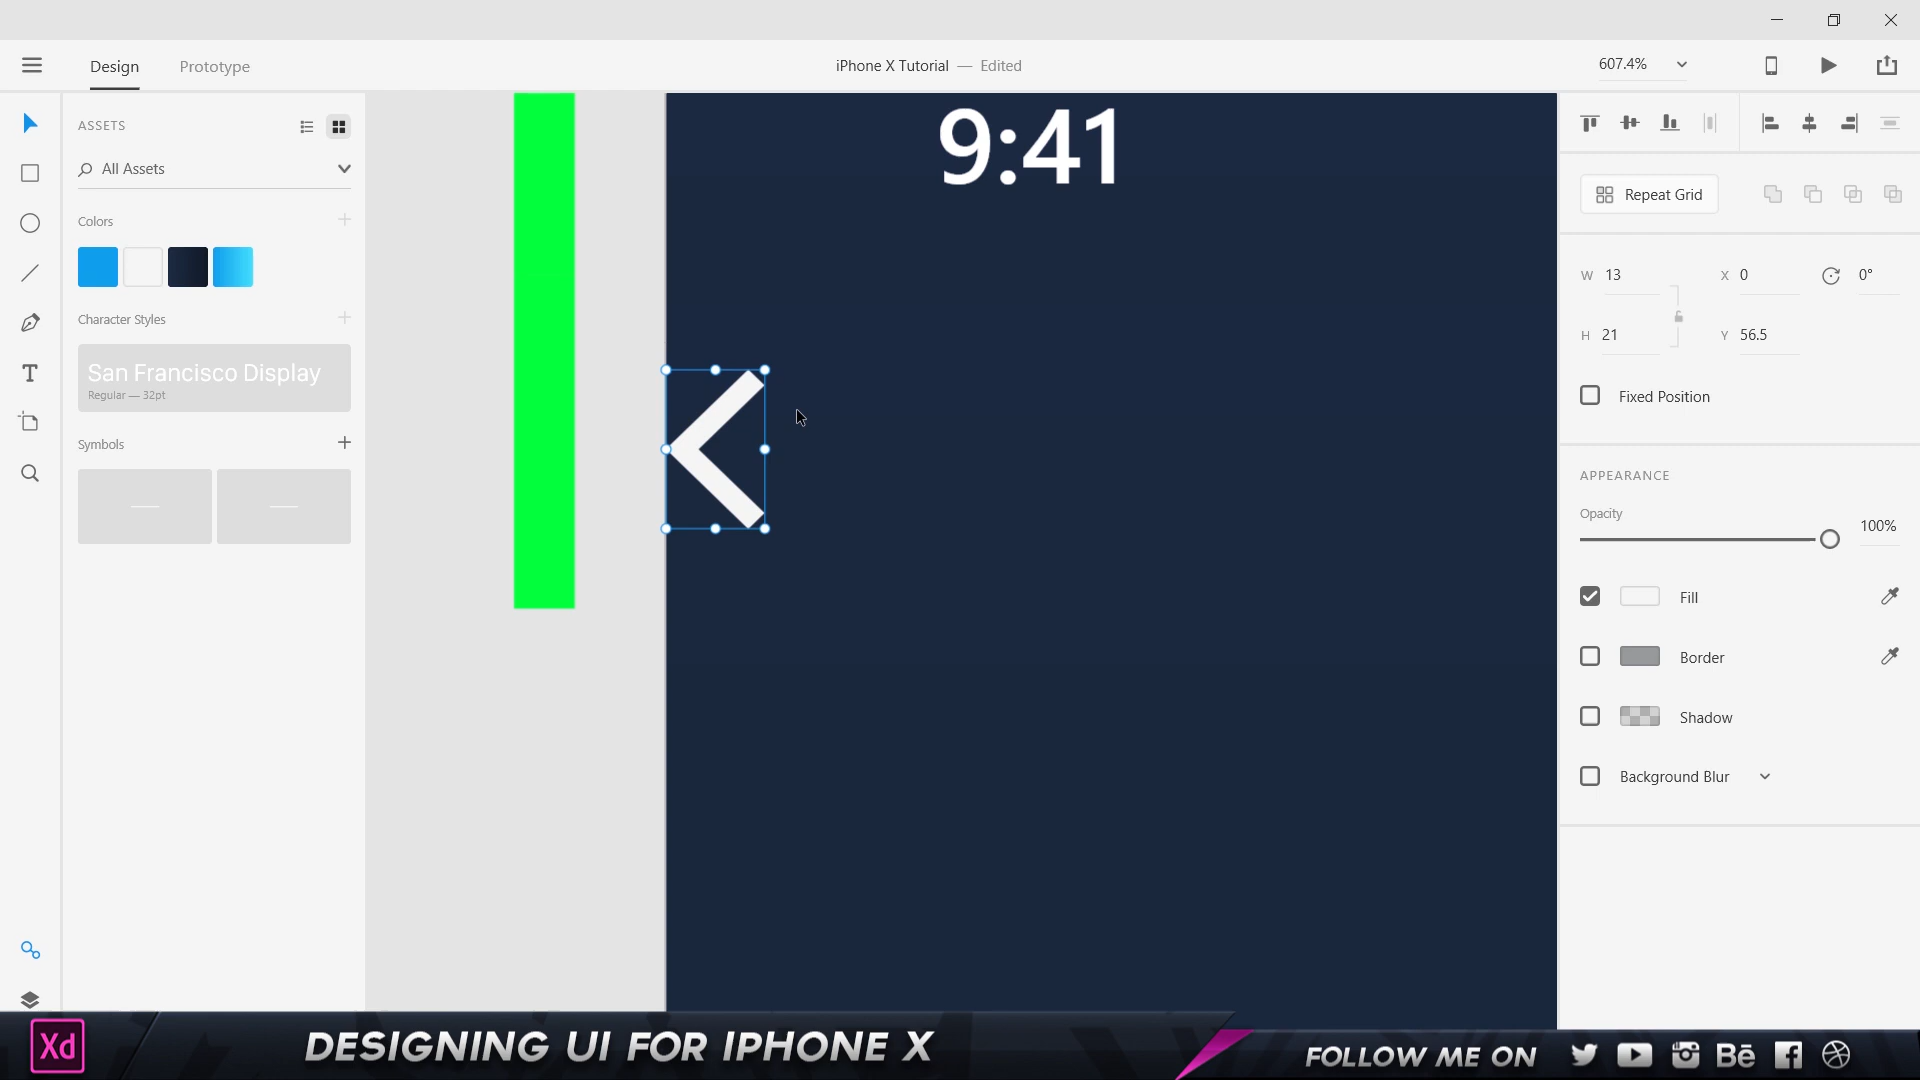 Design
Prototype
iPhone X Tutorial — Edited
607.4%
ASSETS
All Assets
Colors
Character Styles
San Francisco Display
Regular — 32pt
Symbols
9:41
Repeat Grid
W 13
X 0
0°
H 21
Y 56.5
Fixed Position
APPEARANCE
Opacity
100%
Fill
Border
Shadow
Background Blur
Xd
DESIGNING UI FOR IPHONE X
FOLLOW ME ON
Bē